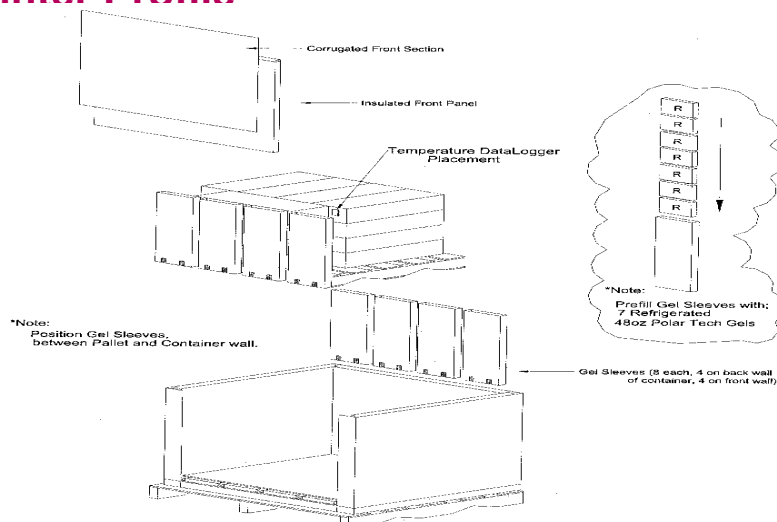 Corrugated Front Section
Insulated Front Panel
Temperature DataLogger
Placement
R
R
R
R
R
R
R
*Note:
Prefill Gel Sleeves with;
7 Refrigerated
48oz Polar Tech Gels
*Note:
Position Gel Sleeves,
between Pallet and Container wall.
Gel Sleeves (8 each, 4 on back wall
of container, 4 on front wall)